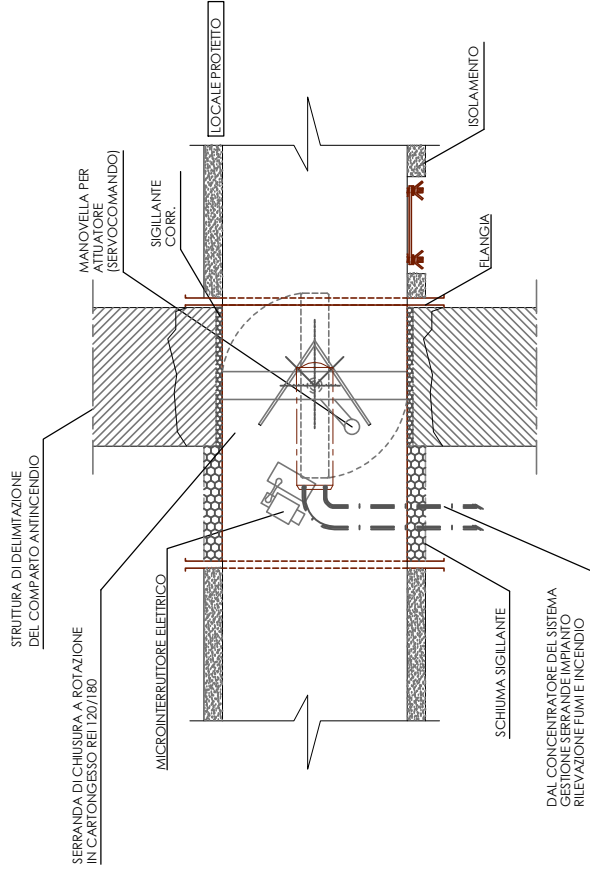 STRUTTURA DI DELIMITAZIONE
DEL COMPARTO ANTINCENDIO
SERRANDA DI CHIUSURA A ROTAZIONE
IN CARTONGESSO REI 120/180
MICROINTERRUTTORE ELETTRICO
MANOVELLA PER
ATTUATORE
(SERVOCOMANDO)
SIGILLANTE
CORR.
LOCALE PROTETTO
ISOLAMENTO
FLANGIA
SCHIUMA SIGILLANTE
DAL CONCENTRATORE DEL SISTEMA
GESTIONE SERRANDE IMPIANTO
RILEVAZIONE FUMI E INCENDIO